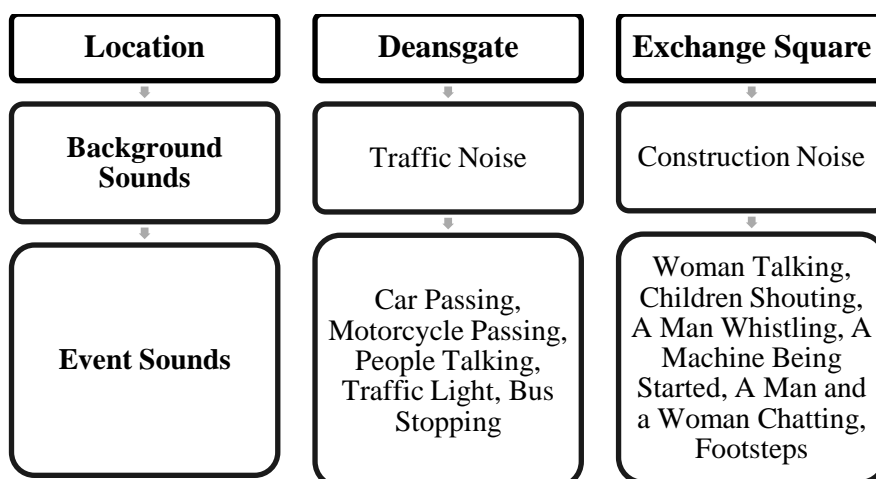 Location
Deansgate
Exchange Square
Background
Sounds
Traffic Noise
Construction Noise
Event Sounds
Car Passing,
Motorcycle Passing,
People Talking,
Traffic Light, Bus
Stopping
Woman Talking,
Children Shouting,
A Man Whistling, A
Machine Being
Started, A Man and
a Woman Chatting,
Footsteps